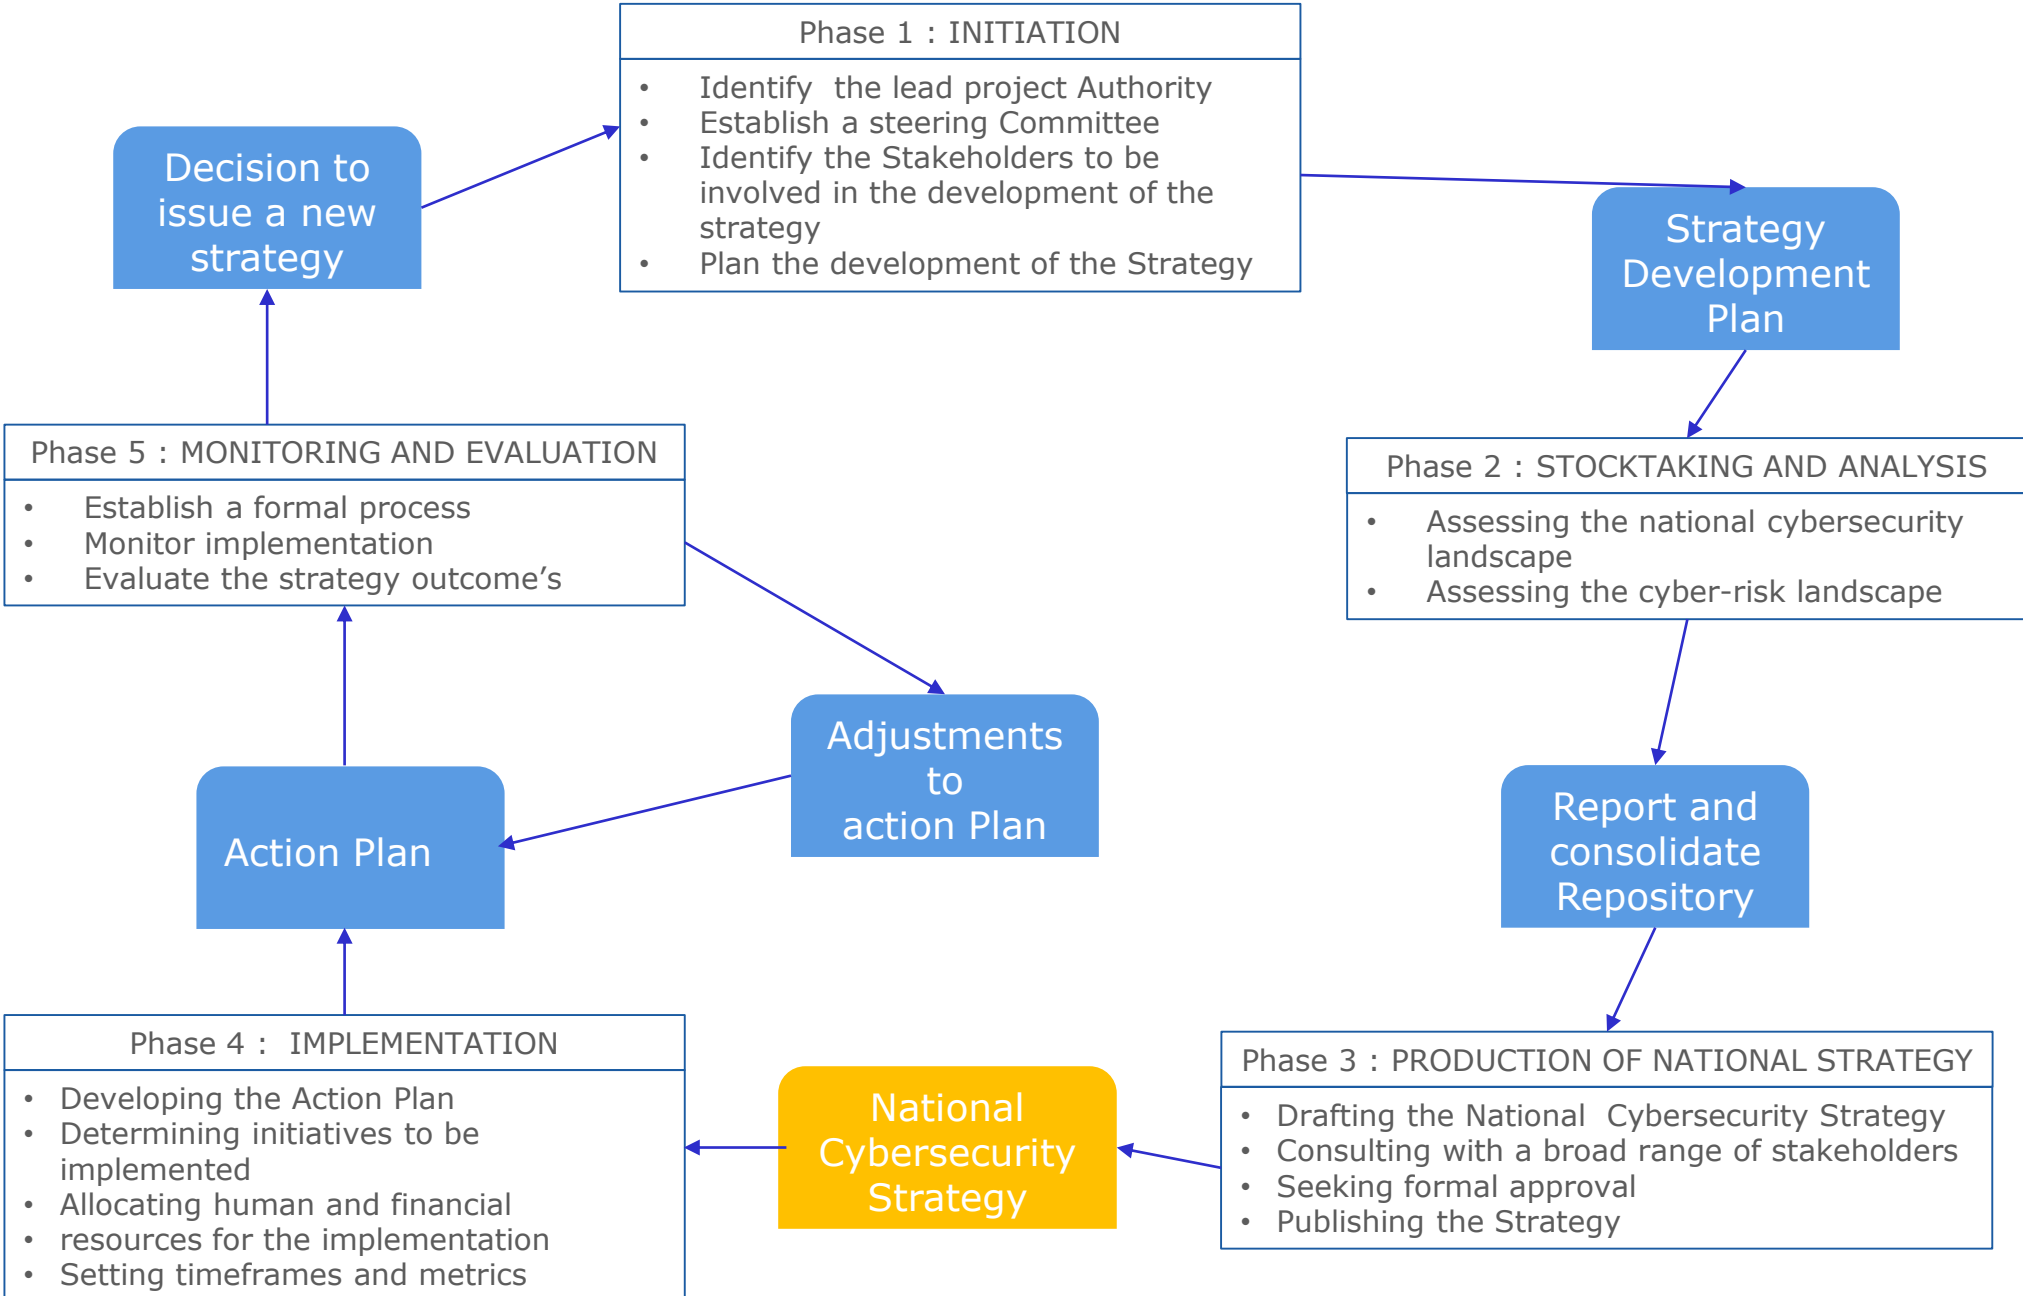 Phase 1 : INITIATION
• Identify  the lead project Authority
• Establish a steering Committee
• Identify the Stakeholders to be
involved in the development of the
strategy
• Plan the development of the Strategy
Decision to
issue a new
strategy
Strategy
Development
Plan
Phase 5 : MONITORING AND EVALUATION
• Establish a formal process
• Monitor implementation
• Evaluate the strategy outcome’s
Phase 2 : STOCKTAKING AND ANALYSIS
• Assessing the national cybersecurity
landscape
• Assessing the cyber-risk landscape
Adjustments
to
action Plan
Action Plan
Report and
consolidate
Repository
Phase 4 :  IMPLEMENTATION
• Developing the Action Plan
• Determining initiatives to be
implemented
• Allocating human and financial
• resources for the implementation
• Setting timeframes and metrics
National
Cybersecurity
Strategy
Phase 3 : PRODUCTION OF NATIONAL STRATEGY
• Drafting the National  Cybersecurity Strategy
• Consulting with a broad range of stakeholders
• Seeking formal approval
• Publishing the Strategy